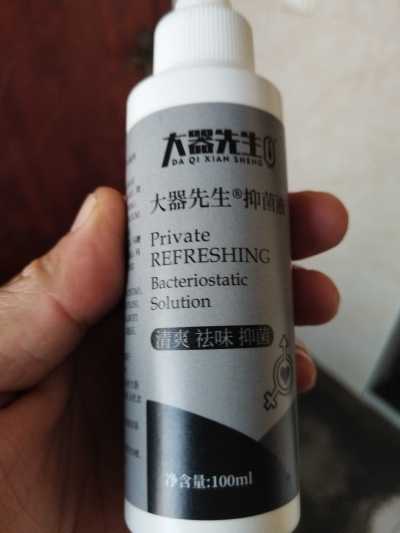 大器先生
DA QI XIAN SHENG
大器先生®抑菌液
Private
REFRESHING
Bacteriostatic
Solution
清爽 祛味 抑菌
净含量:100ml